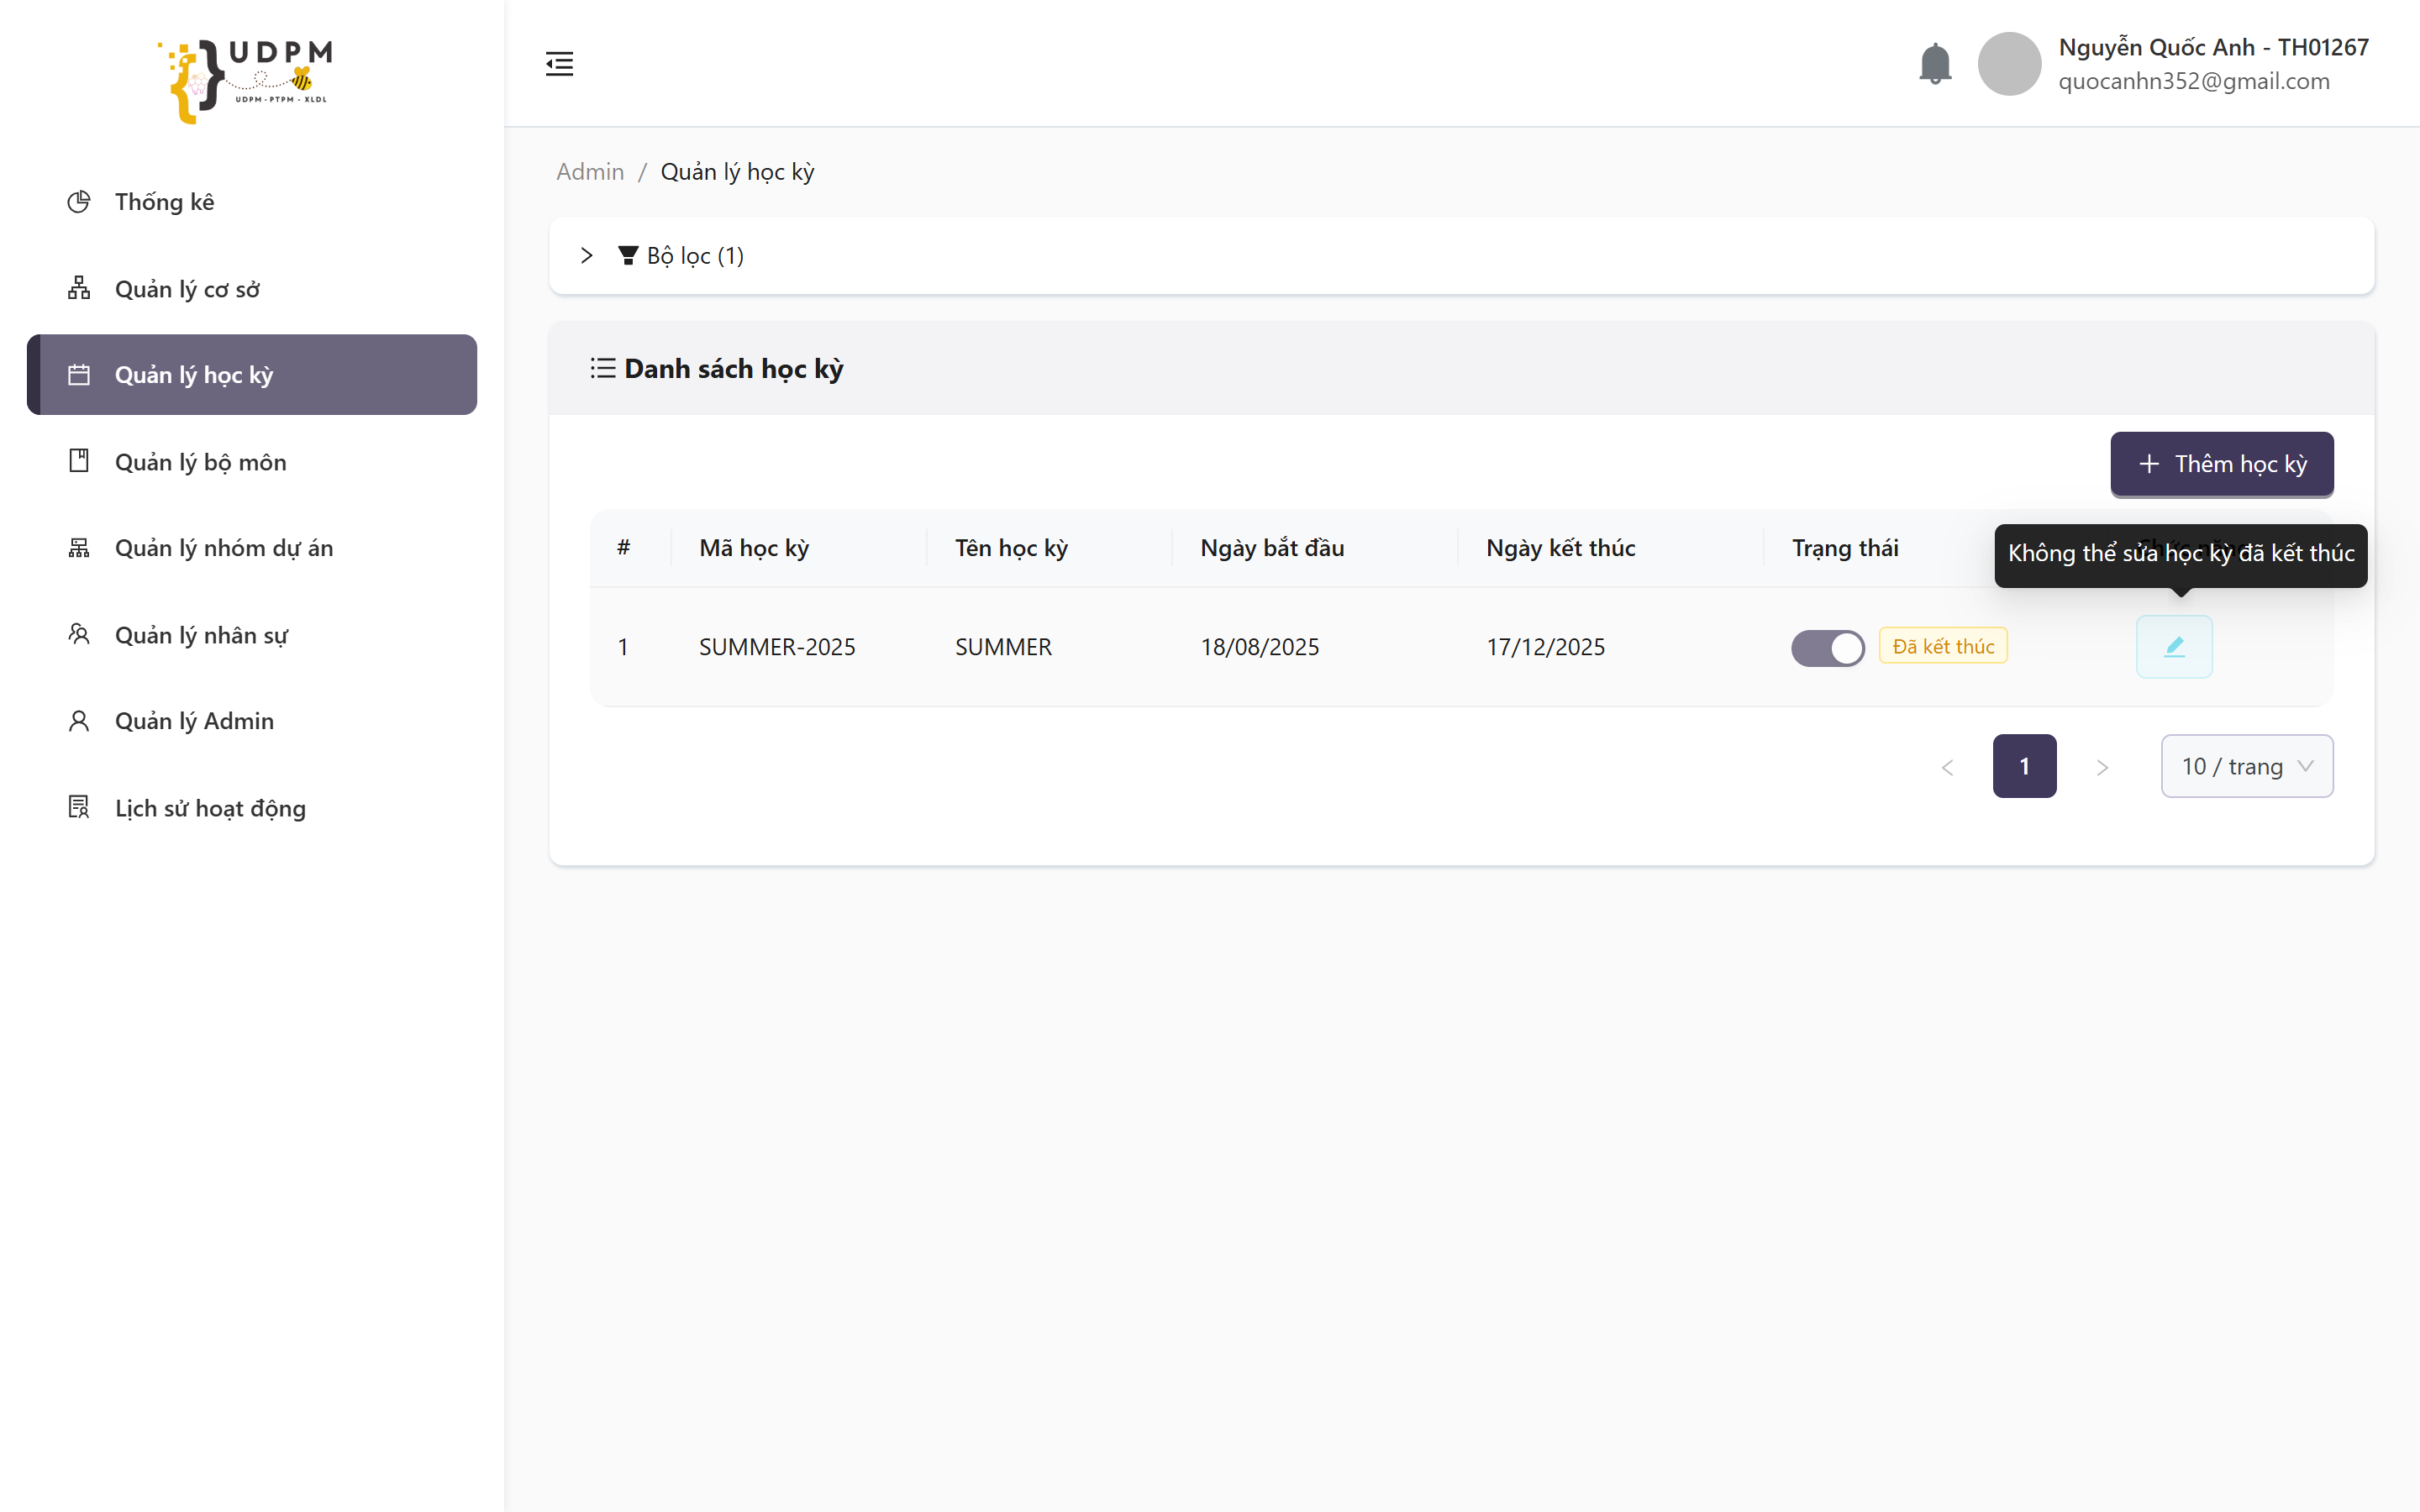 UDPM
UDPM - PTPM - XLDL
Nguyễn Quốc Anh - TH01267
quocanhn352@gmail.com
Thống kê
Quản lý cơ sở
Quản lý học kỳ
Quản lý bộ môn
Quản lý nhóm dự án
Quản lý nhân sự
Quản lý Admin
Lịch sử hoạt động
Admin / Quản lý học kỳ
Bộ lọc (1)
Danh sách học kỳ
+ Thêm học kỳ
# Mã học kỳ Tên học kỳ Ngày bắt đầu Ngày kết thúc Trạng thái
Không thể sửa học kỳ đã kết thúc
1 SUMMER-2025 SUMMER 18/08/2025 17/12/2025 Đã kết thúc
< 1 > 10 / trang